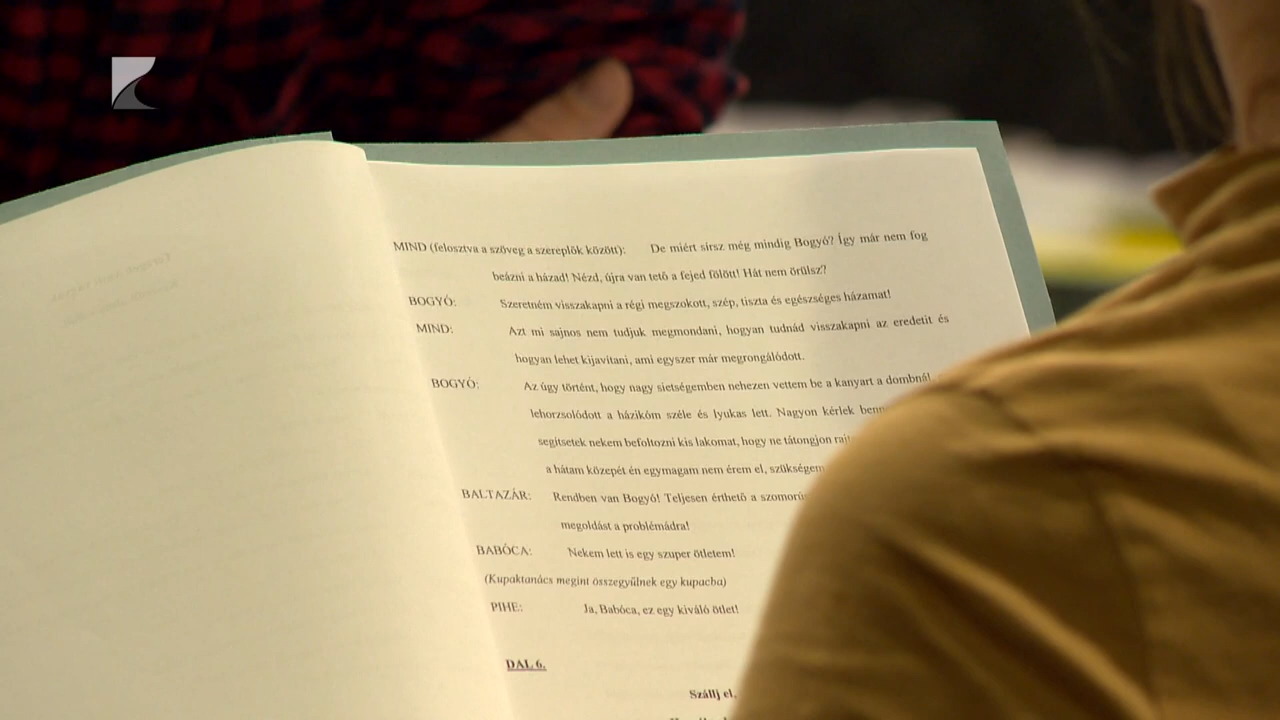 MIND (felosztva a szöveg a szereplők között): De miért sírsz még mindig Bogyó? Így már nem fog
beázni a házad! Nézd, újra van tető a fejed fölött! Hát nem örülsz?
BOGYÓ: Szeretném visszakapni a régi megszokott, szép, tiszta és egészséges házamat!
MIND: Azt mi sajnos nem tudjuk megmondani, hogyan tudnád visszakapni az eredetit és
hogyan lehet kijavítani, ami egyszer már megrongálódott.
BOGYÓ: Az úgy történt, hogy nagy sietségemben nehezen vettem be a kanyart a dombnál
lehorzsolódott a házikóm széle és lyukas lett. Nagyon kérlek
segítsetek nekem befoltozni kis lakomat, hogy ne tátongjon
a hátam közepét én egymagam nem érem el,
BALTAZÁR: Rendben van Bogyó! Teljesen érthető a
megoldást a problémádra!
BABÓCA: Nekem lett is egy szuper ötletem!
(Kupaktanács megint összegyűlnek egy kupacba)
PIHE: Ja, Babóca, ez egy kiváló ötlet!
DAL 6.
Szállj el,